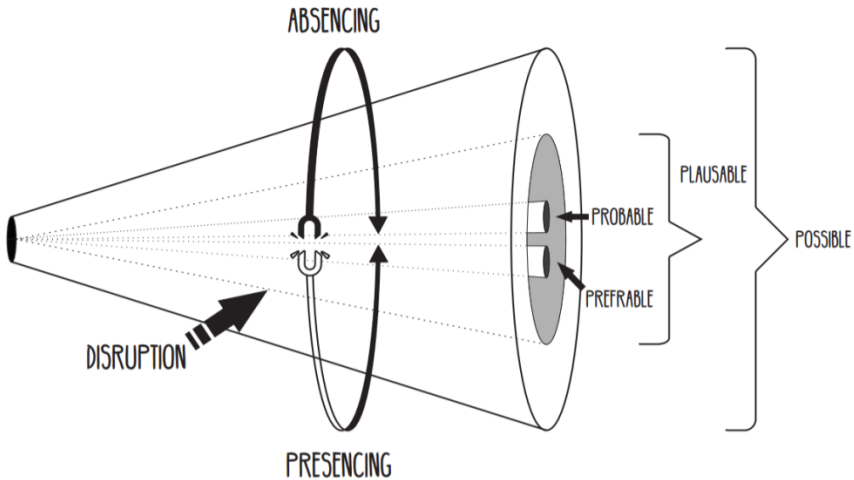 ABSENCING
PLAUSABLE
PROBABLE
POSSIBLE
PREFRABLE
DISRUPTION
PRESENCING